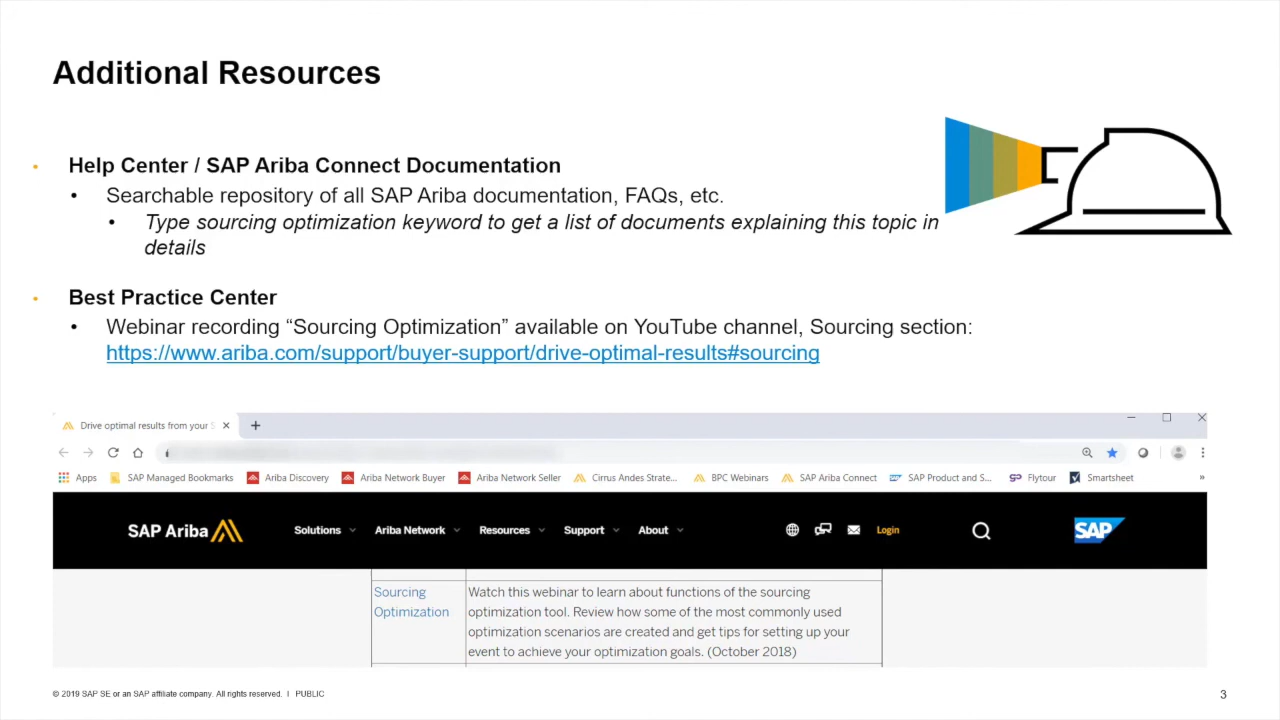 Additional Resources
• Help Center / SAP Ariba Connect Documentation
• Searchable repository of all SAP Ariba documentation, FAQs, etc.
• Type sourcing optimization keyword to get a list of documents explaining this topic in
details
• Best Practice Center
• Webinar recording “Sourcing Optimization” available on YouTube channel, Sourcing section:
https://www.ariba.com/support/buyer-support/drive-optimal-results#sourcing
Drive optimal results from your
Apps SAP Managed Bookmarks Ariba Discovery Ariba Network Buyer Ariba Network Seller Cirrus Andes Strate... BPC Webinars SAP Ariba Connect SAP Product and S... Flytour Smartsheet »
SAP Ariba Solutions Ariba Network Resources Support About Login SAP
Sourcing
Optimization
Watch this webinar to learn about functions of the sourcing
optimization tool. Review how some of the most commonly used
optimization scenarios are created and get tips for setting up your
event to achieve your optimization goals. (October 2018)
© 2019 SAP SE or an SAP affiliate company. All rights reserved. I PUBLIC
3